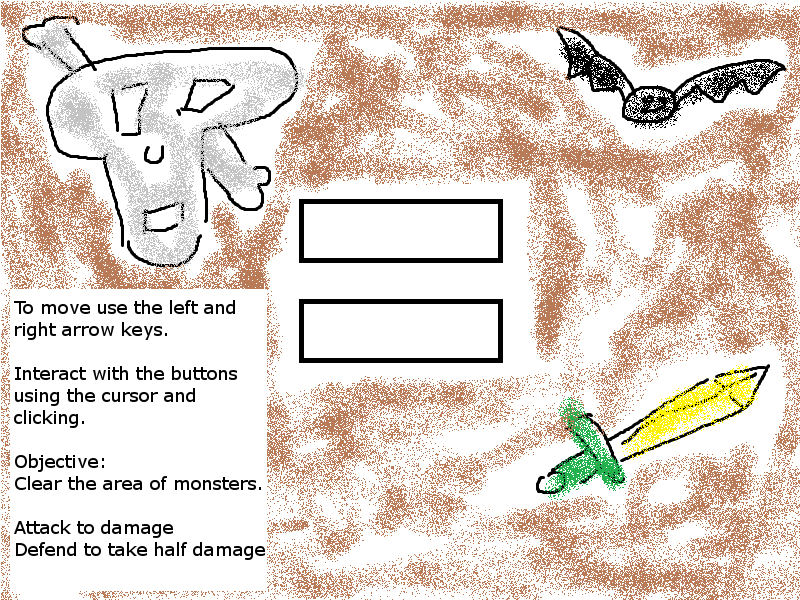 To move use the left and
right arrow keys.
Interact with the buttons
using the cursor and
clicking.
Objective:
Clear the area of monsters.
Attack to damage
Defend to take half damage